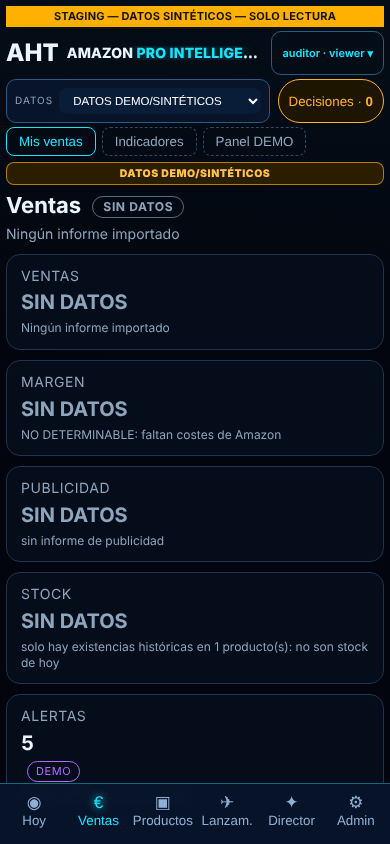 STAGING — DATOS SINTÉTICOS — SOLO LECTURA
AHT AMAZON PRO INTELLIGE...
auditor · viewer ▾
DATOS DATOS DEMO/SINTÉTICOS
Decisiones · 0
Mis ventas Indicadores Panel DEMO
DATOS DEMO/SINTÉTICOS
Ventas SIN DATOS
Ningún informe importado
VENTAS
SIN DATOS
Ningún informe importado
MARGEN
SIN DATOS
NO DETERMINABLE: faltan costes de Amazon
PUBLICIDAD
SIN DATOS
sin informe de publicidad
STOCK
SIN DATOS
solo hay existencias históricas en 1 producto(s): no son stock
de hoy
ALERTAS
5
DEMO
Hoy Ventas Productos Lanzam. Director Admin